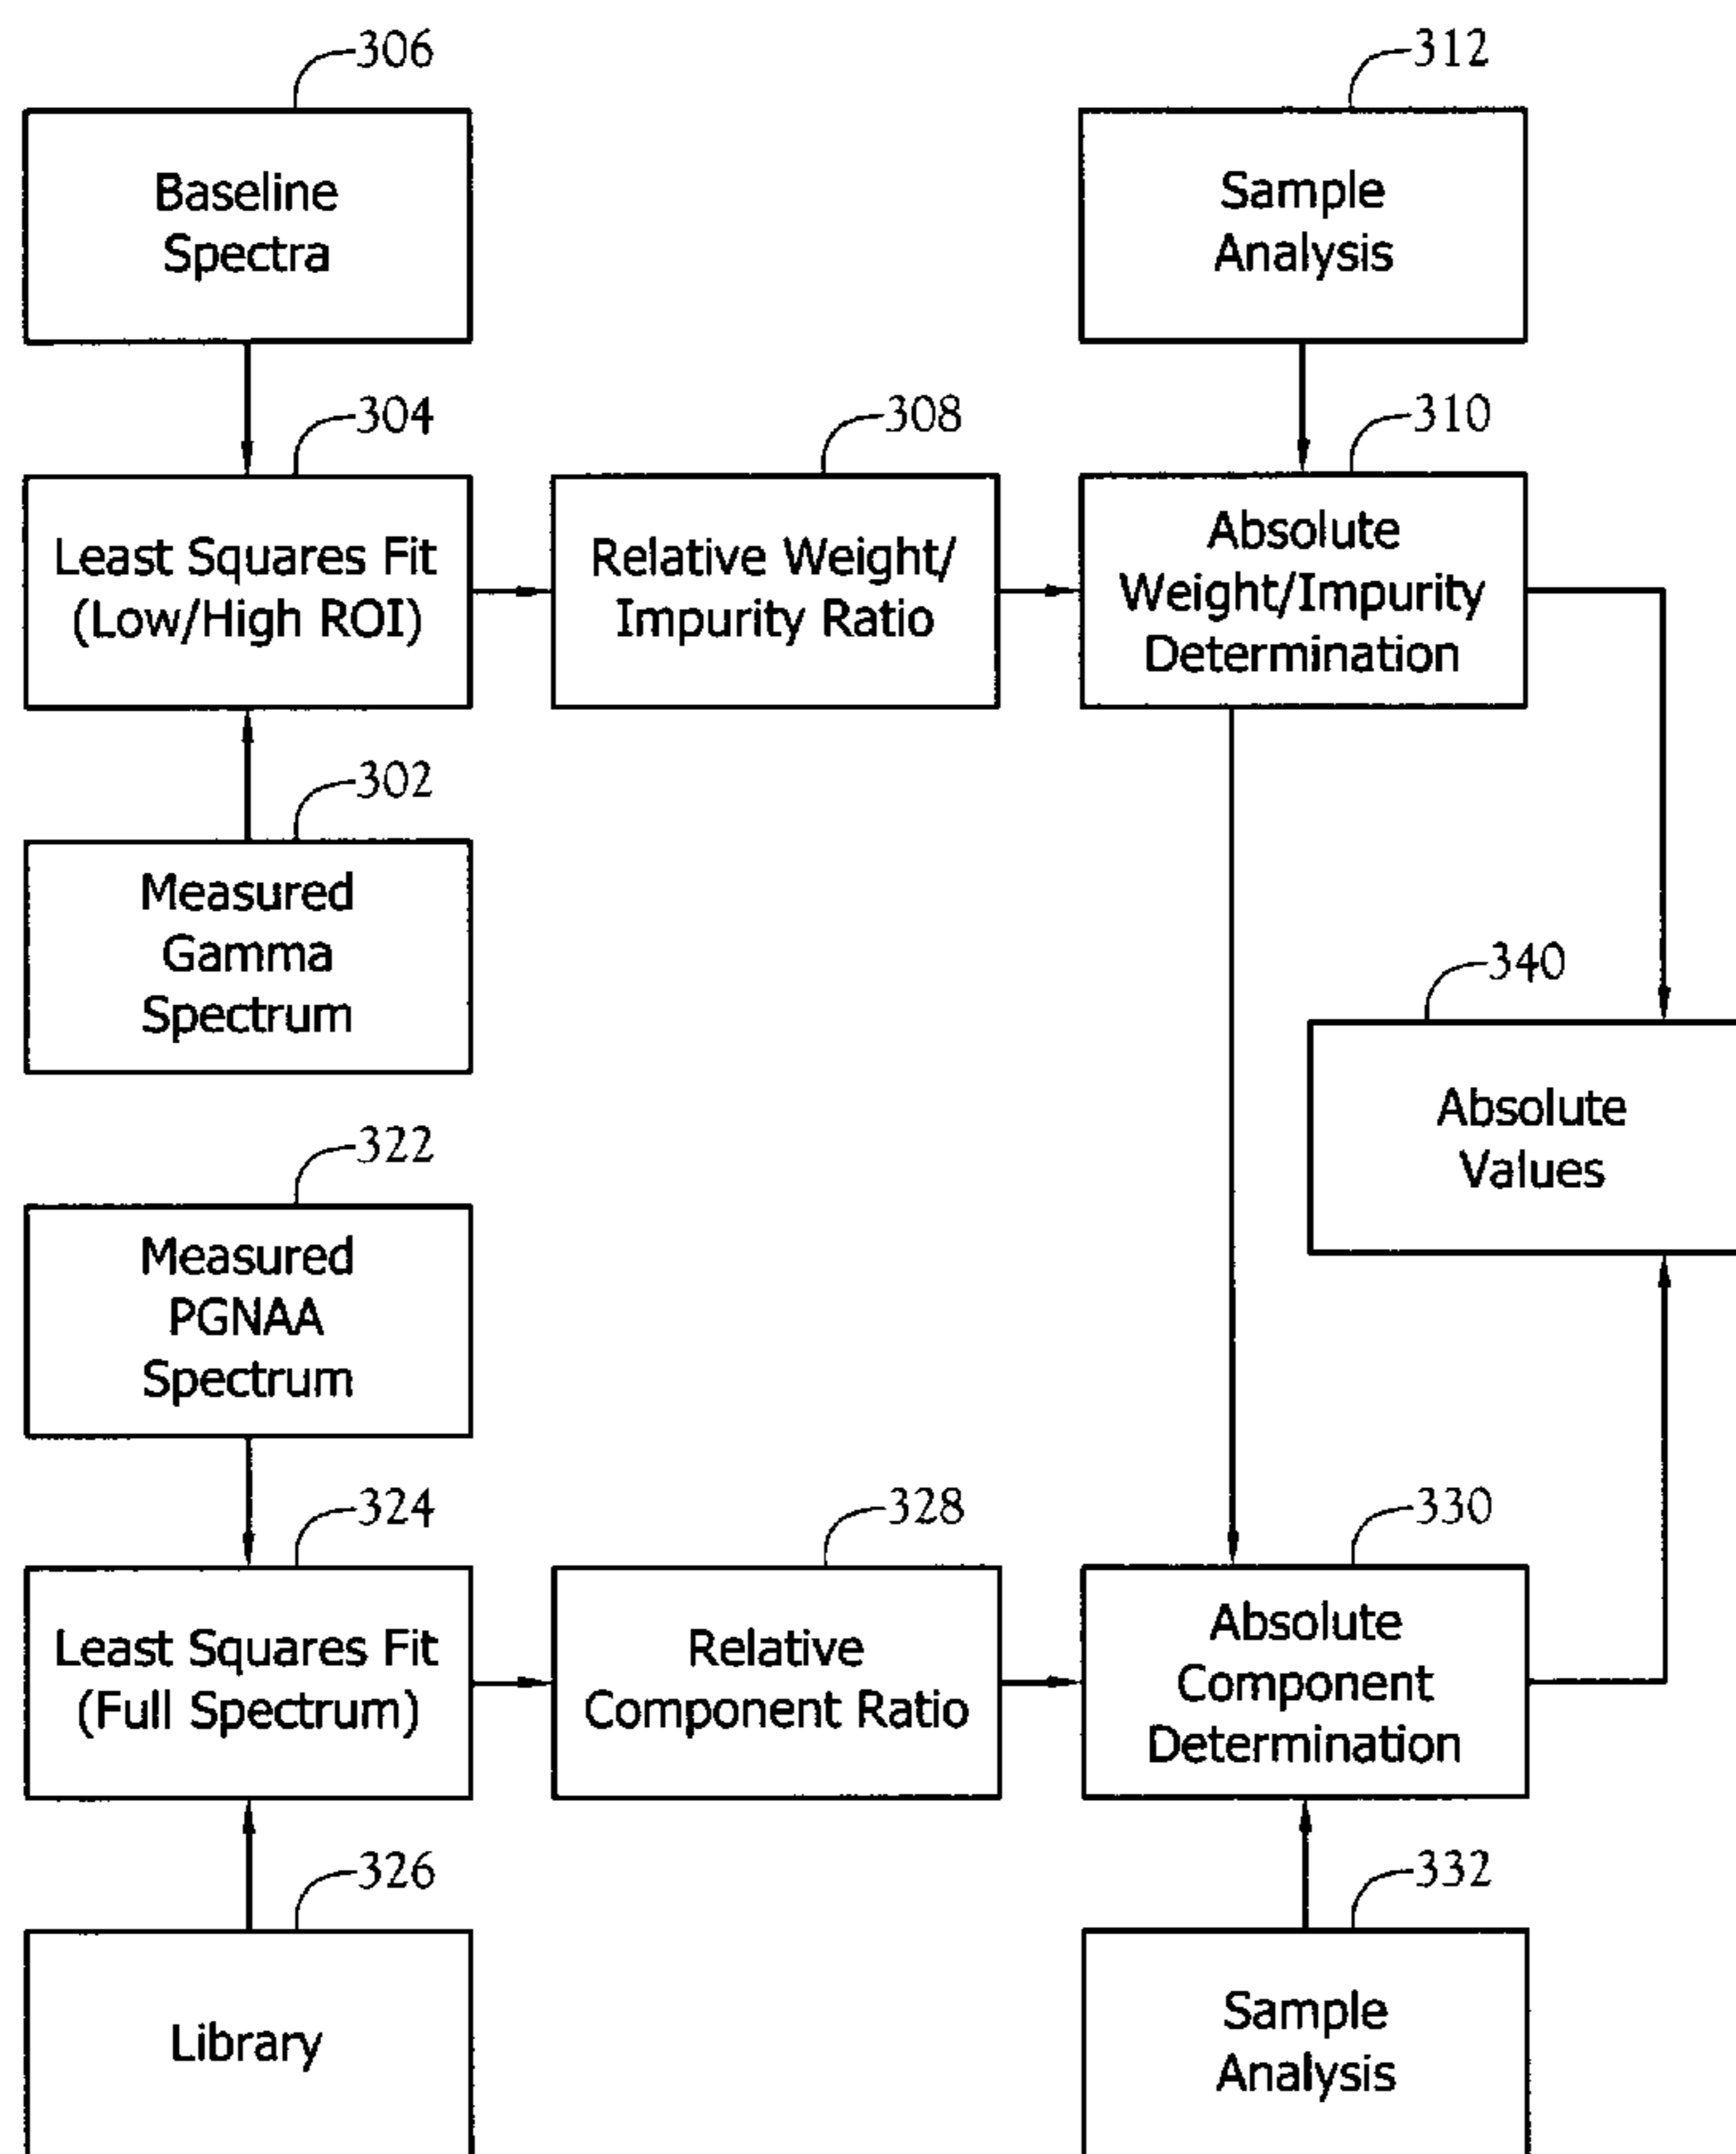 306
Baseline
Spectra
312
Sample
Analysis
304
Least Squares Fit
(Low/High ROI)
308
Relative Weight/
Impurity Ratio
310
Absolute
Weight/Impurity
Determination
302
Measured
Gamma
Spectrum
340
Absolute
Values
322
Measured
PGNAA
Spectrum
324
Least Squares Fit
(Full Spectrum)
328
Relative
Component Ratio
330
Absolute
Component
Determination
326
Library
332
Sample
Analysis